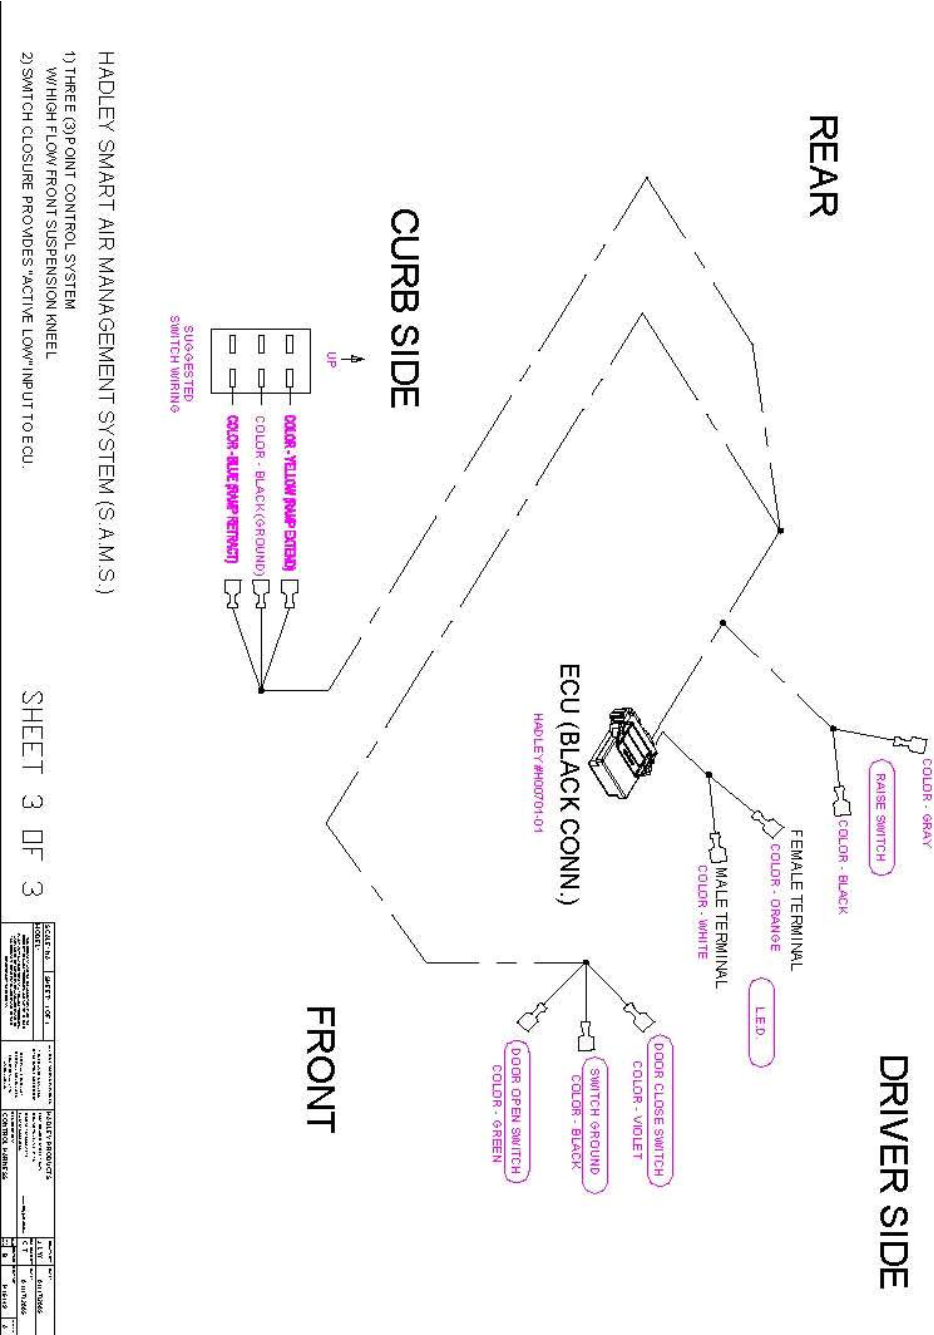 REAR
DRIVER SIDE
CURB SIDE
FRONT
COLOR - GRAY
RAISE SWITCH
COLOR - BLACK
FEMALE TERMINAL
COLOR - ORANGE
MALE TERMINAL
COLOR - WHITE
L.E.D.
ECU (BLACK CONN.)
HADLEY #H00701-01
DOOR CLOSE SWITCH
COLOR - VIOLET
SWITCH GROUND
COLOR - BLACK
DOOR OPEN SWITCH
COLOR - GREEN
UP
COLOR - YELLOW (RAMP EXTEND)
COLOR - BLACK (GROUND)
COLOR - BLUE (RAMP RETRACT)
SUGGESTED
SWITCH WIRING
HADLEY SMART AIR MANAGEMENT SYSTEM (S.A.M.S.)
1) THREE (3) POINT CONTROL SYSTEM
W/HIGH FLOW FRONT SUSPENSION KNEEL
2) SWITCH CLOSURE PROVIDES "ACTIVE LOW" INPUT TO ECU.
SHEET 3 OF 3
MODEL:
HADLEY PRODUCTS
CONTROL HARNESS